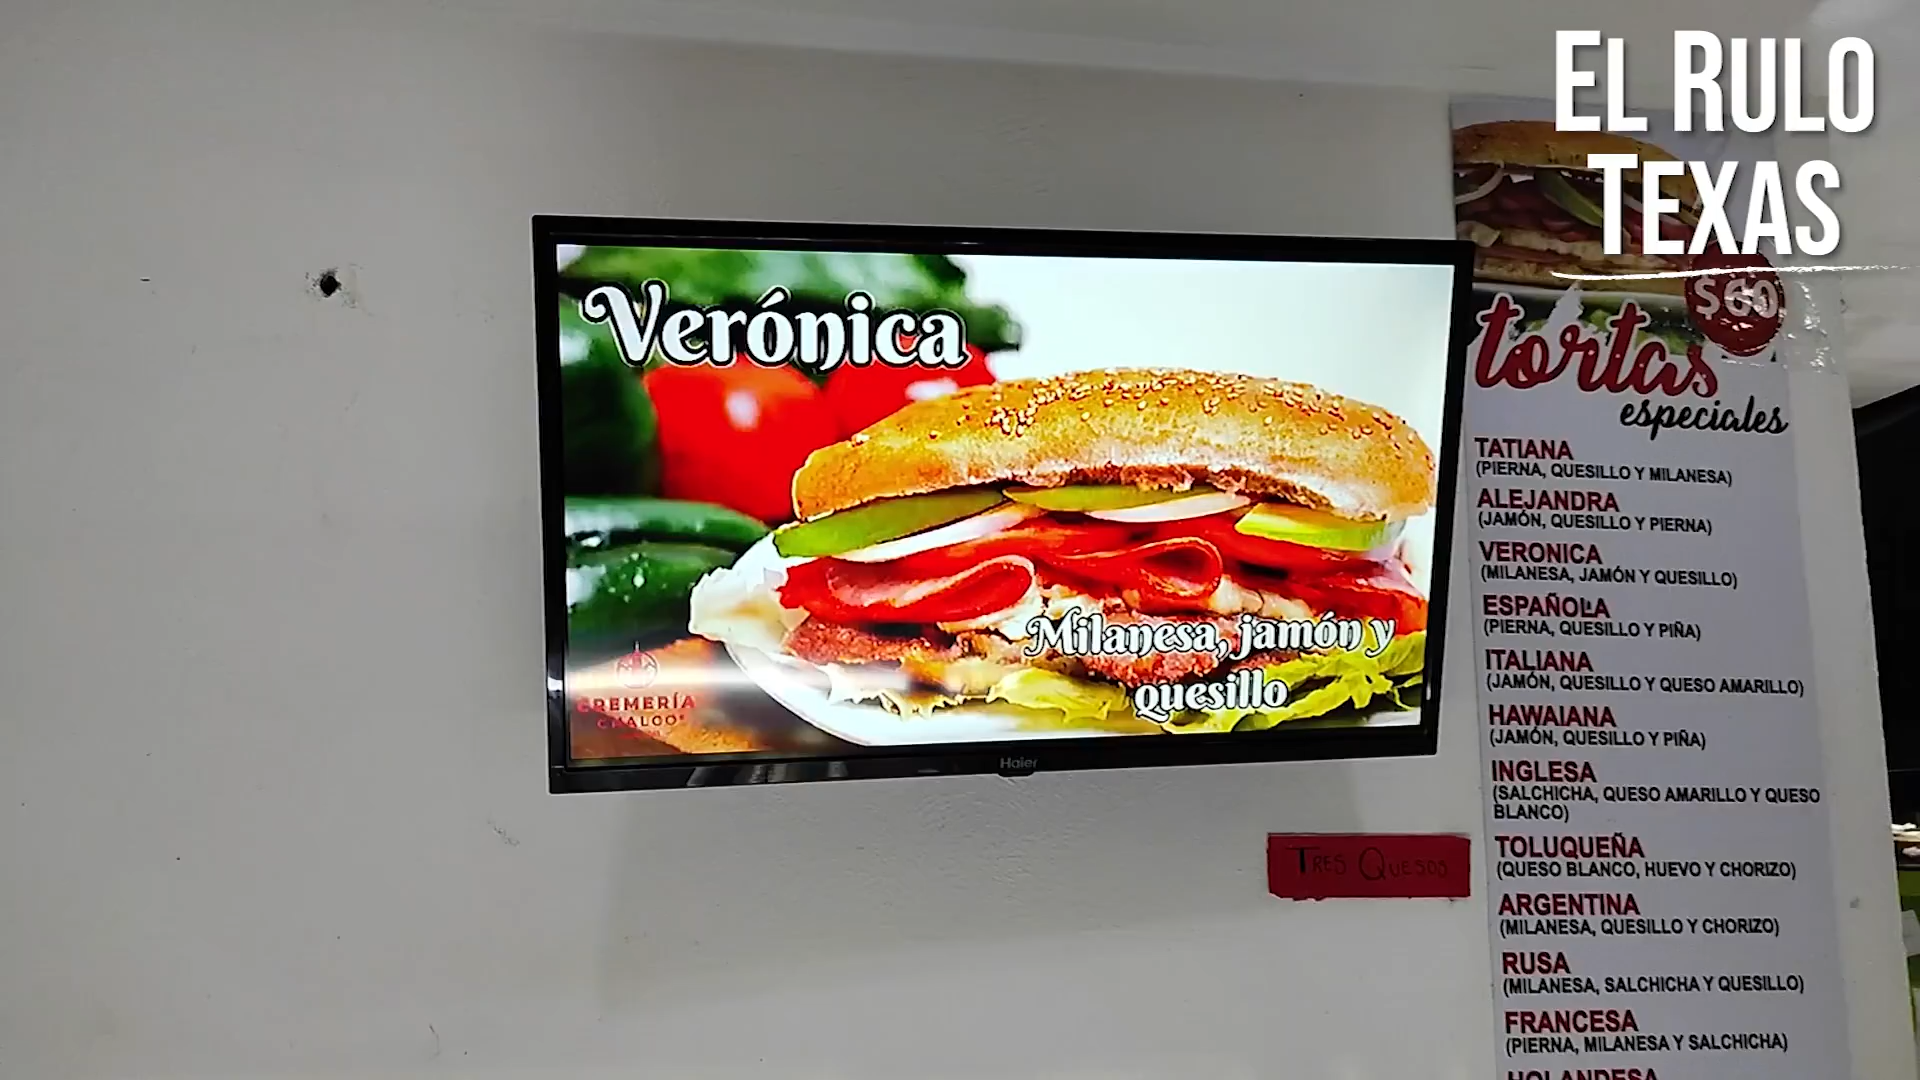 EL RULO
TEXAS
Verónica
Milanesa, jamón y
quesillo
CREMERÍA
CHALCO
Haier
TRES QUESOS
$60
tortas
especiales
TATIANA
(PIERNA, QUESILLO Y MILANESA)
ALEJANDRA
(JAMÓN, QUESILLO Y PIERNA)
VERONICA
(MILANESA, JAMÓN Y QUESILLO)
ESPAÑOLA
(PIERNA, QUESILLO Y PIÑA)
ITALIANA
(JAMÓN, QUESILLO Y QUESO AMARILLO)
HAWAIANA
(JAMÓN, QUESILLO Y PIÑA)
INGLESA
(SALCHICHA, QUESO AMARILLO Y QUESO
BLANCO)
TOLUQUEÑA
(QUESO BLANCO, HUEVO Y CHORIZO)
ARGENTINA
(MILANESA, QUESILLO Y CHORIZO)
RUSA
(MILANESA, SALCHICHA Y QUESILLO)
FRANCESA
(PIERNA, MILANESA Y SALCHICHA)
HOLANDESA